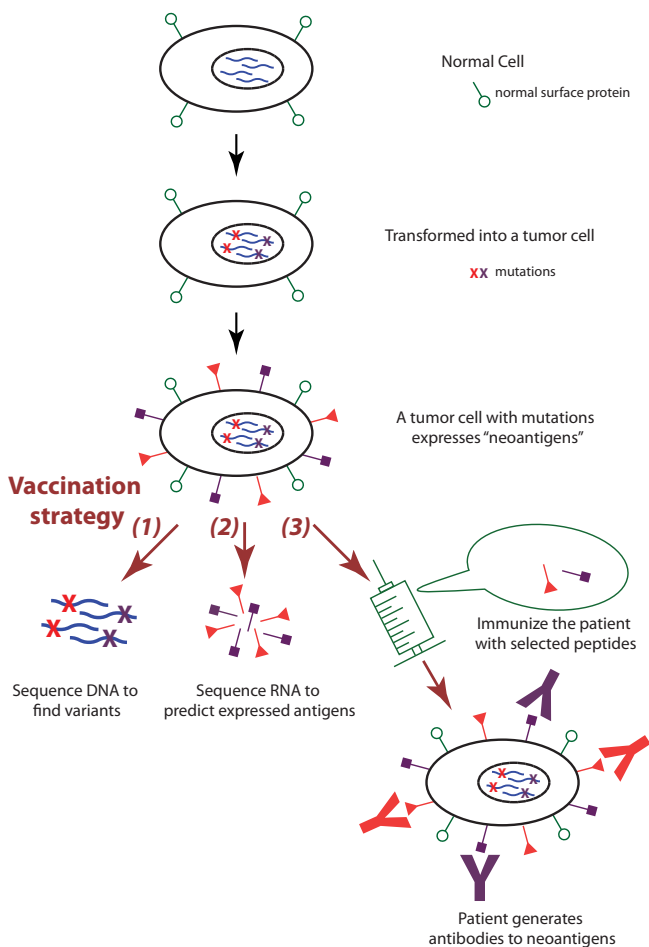 Normal Cell
normal surface protein
Transformed into a tumor cell
XX mutations
A tumor cell with mutations
expresses “neoantigens”
Vaccination
strategy
(1)
(2)
(3)
X
X
X
X
Sequence DNA to
find variants
Sequence RNA to
predict expressed antigens
Immunize the patient
with selected peptides
Patient generates
antibodies to neoantigens